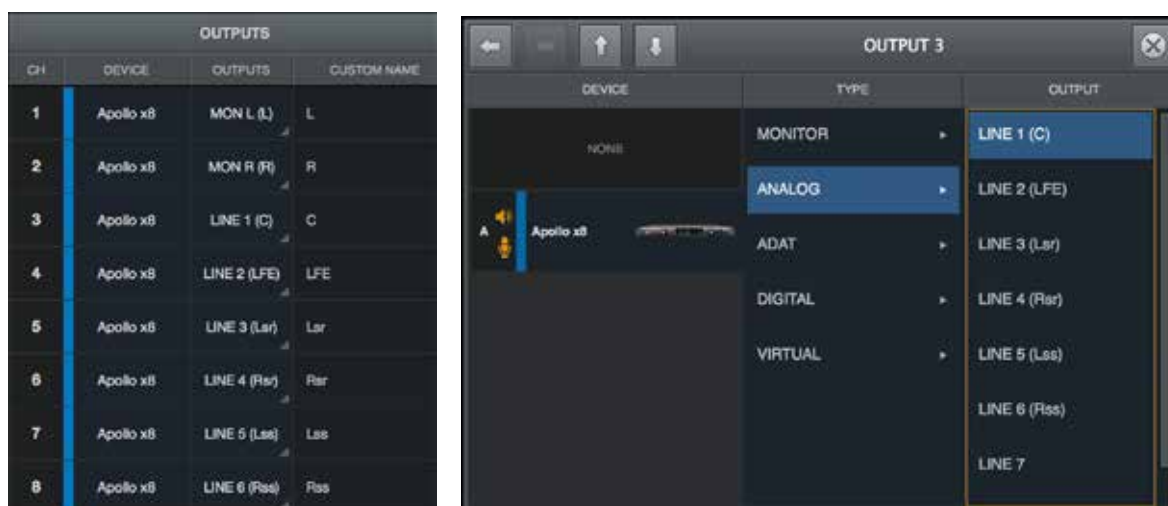 OUTPUTS
CH DEVICE OUTPUTS CUSTOM NAME
1 Apollo x8 MON L (L) L
2 Apollo x8 MON R (R) R
3 Apollo x8 LINE 1 (C) C
4 Apollo x8 LINE 2 (LFE) LFE
5 Apollo x8 LINE 3 (Lsr) Lsr
6 Apollo x8 LINE 4 (Rsr) Rsr
7 Apollo x8 LINE 5 (Lss) Lss
8 Apollo x8 LINE 6 (Rss) Rss
OUTPUT 3
DEVICE TYPE OUTPUT
NONE
A Apollo x8
MONITOR
ANALOG
ADAT
DIGITAL
VIRTUAL
LINE 1 (C)
LINE 2 (LFE)
LINE 3 (Lsr)
LINE 4 (Rsr)
LINE 5 (Lss)
LINE 6 (Rss)
LINE 7